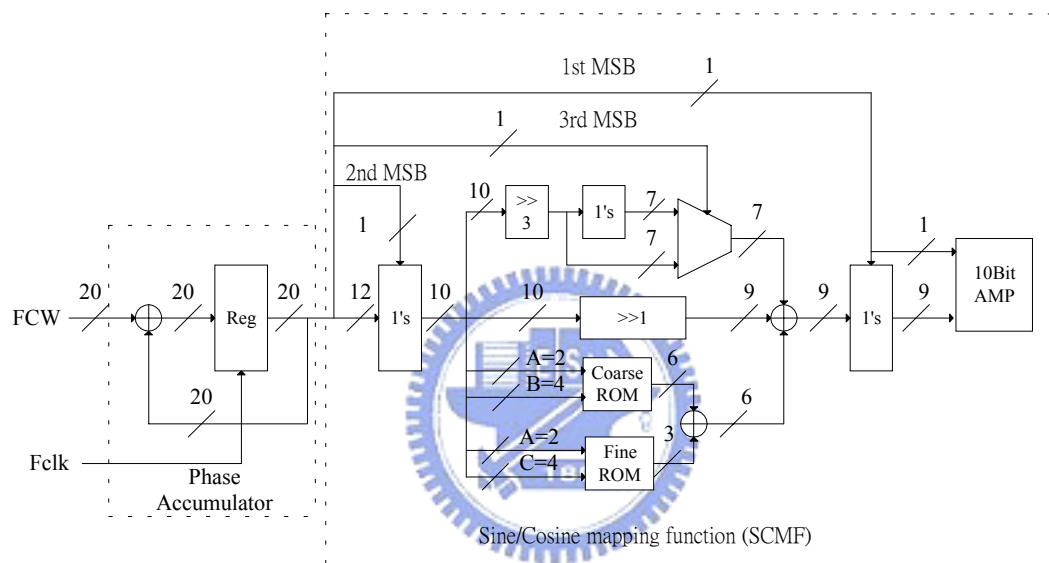 1st MSB
1
1
3rd MSB
2nd MSB
1
10
>>
3
1's
7
7
7
1
10Bit
AMP
FCW
20
20
Reg
20
12
1's
10
10
>>1
9
9
1's
9
20
A=2
B=4
Coarse
ROM
6
6
A=2
C=4
Fine
ROM
3
Fclk
Phase
Accumulator
Sine/Cosine mapping function (SCMF)